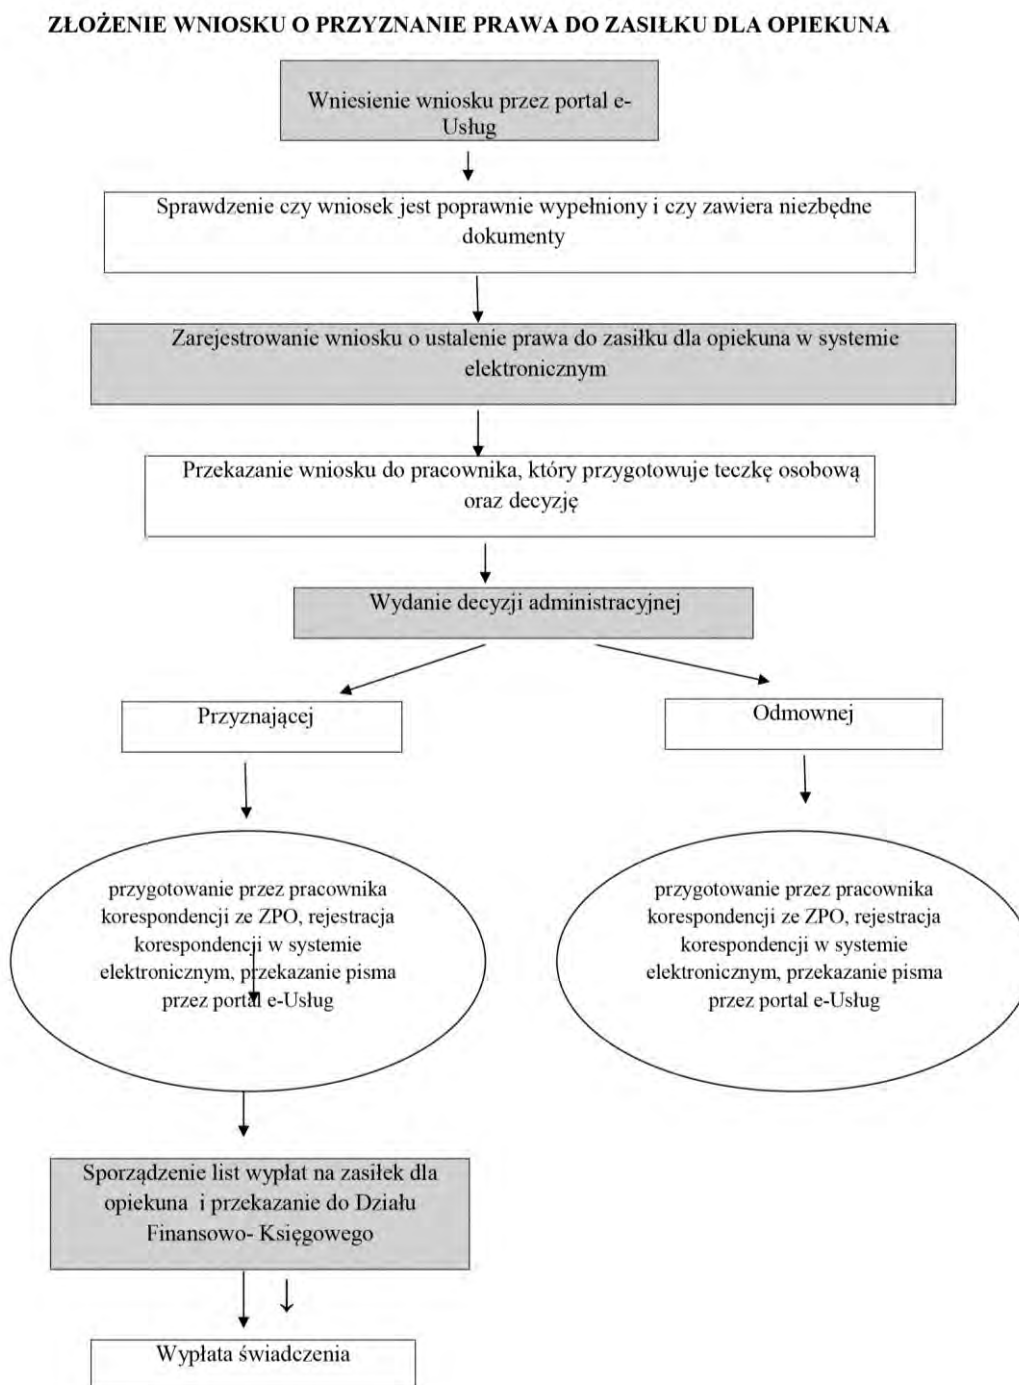 ZŁOŻENIE WNIOSKU O PRZYZNANIE PRAWA DO ZASIŁKU DLA OPIEKUNA
Wniesienie wniosku przez portal e-
Usług
Sprawdzenie czy wniosek jest poprawnie wypełniony i czy zawiera niezbędne
dokumenty
Zarejestrowanie wniosku o ustalenie prawa do zasiłku dla opiekuna w systemie
elektronicznym
Przekazanie wniosku do pracownika, który przygotowuje teczkę osobową
oraz decyzję
Wydanie decyzji administracyjnej
Przyznającej
Odmownej
przygotowanie przez pracownika
korespondencji ze ZPO, rejestracja
korespondencji w systemie
elektronicznym, przekazanie pisma
przez portal e-Usług
przygotowanie przez pracownika
korespondencji ze ZPO, rejestracja
korespondencji w systemie
elektronicznym, przekazanie pisma
przez portal e-Usług
Sporządzenie list wypłat na zasiłek dla
opiekuna i przekazanie do Działu
Finansowo- Księgowego
Wypłata świadczenia